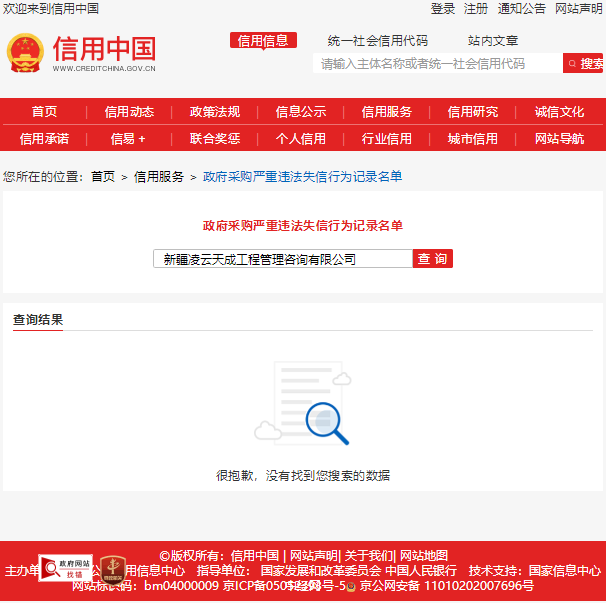 欢迎来到信用中国
登录 注册 通知公告 网站声明
信用中国
WWW.CREDITCHINA.GOV.CN
信用信息 统一社会信用代码 站内文章
请输入主体名称或者统一社会信用代码 搜索
首页 信用动态 政策法规 信息公示 信用服务 信用研究 诚信文化
信用承诺 信易+ 联合奖惩 个人信用 行业信用 城市信用 网站导航
您所在的位置：首页 > 信用服务 > 政府采购严重违法失信行为记录名单
政府采购严重违法失信行为记录名单
新疆凌云天成工程管理咨询有限公司 查询
查询结果
很抱歉，没有找到您搜索的数据
©版权所有：信用中国 | 网站声明| 关于我们| 网站地图
主办单 用信息中心 指导单位： 国家发展和改革委员会 中国人民银行 技术支持：国家信息中心
政府网站
找错
网站标识码：bm04000009 京ICP备050 号-5 京公网安备 11010202007696号